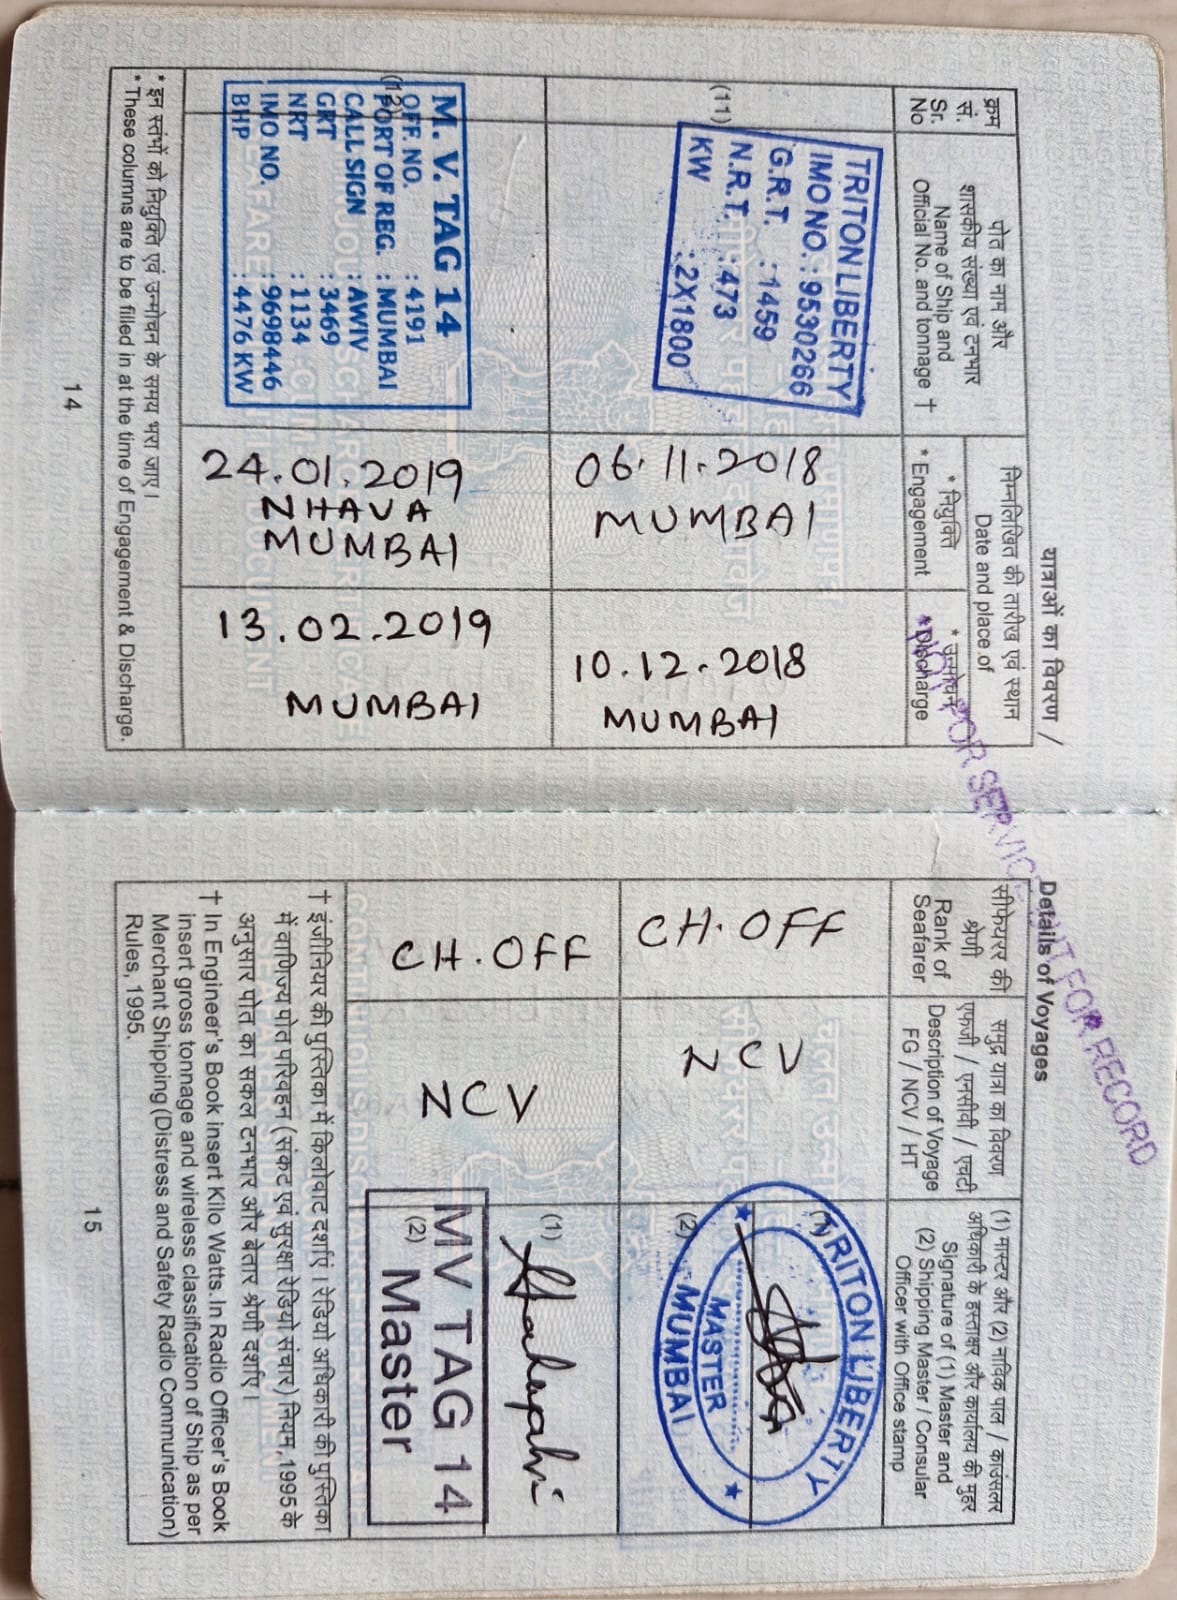 यात्राओं का विवरण /
क्रम
सं.
Sr.
No
पोत का नाम और
शासकीय संख्या एवं टनभार
Name of Ship and
Official No. and tonnage †
निम्नलिखित की तारीख एवं स्थान
Date and place of
* नियुक्ति
* Engagement
* उन्मोचन
* Discharge
(11)
TRITON LIBERTY
IMO NO. : 9530266
G.R.T. : 1459
N.R.T. : 473
KW : 2X1800
06.11.2018
MUMBAI
10.12.2018
MUMBAI
(12)
M. V. TAG 14
OFF. NO. : 4191
PORT OF REG. : MUMBAI
CALL SIGN : AWIV
GRT : 3469
NRT : 1134
IMO NO. : 9698446
BHP : 4476 KW
24.01.2019
NHAVA
MUMBAI
13.02.2019
MUMBAI
* इन स्तंभों को नियुक्ति एवं उन्मोचन के समय भरा जाए।
* These columns are to be filled in at the time of Engagement & Discharge.
14
NOT FOR SERVICE BUT FOR RECORD
Details of Voyages
सीफेयरर की
श्रेणी
Rank of
Seafarer
समुद्र यात्रा का विवरण
एफजी / एनसीवी / एचटी
Description of Voyage
FG / NCV / HT
(1) मास्टर और (2) नाविक पाल / काउंसलर
अधिकारी के हस्ताक्षर और कार्यालय की मुहर
Signature of (1) Master and
(2) Shipping Master / Consular
Officer with Office stamp
CH. OFF
NCV
(1)
(2)
TRITON LIBERTY
MASTER
MUMBAI
CH. OFF
NCV
(1)
(2)
MV TAG 14
Master
† इंजीनियर की पुस्तिका में किलोवाट दर्शाएं । रेडियो अधिकारी की पुस्तिका
में वाणिज्य पोत परिवहन (संकट एवं सुरक्षा रेडियो संचार) नियम, 1995 के
अनुसार पोत का सकल टनभार और बेतार श्रेणी दर्शाए ।
† In Engineer's Book insert Kilo Watts. In Radio Officer's Book
insert gross tonnage and wireless classification of Ship as per
Merchant Shipping (Distress and Safety Radio Communication)
Rules, 1995.
15